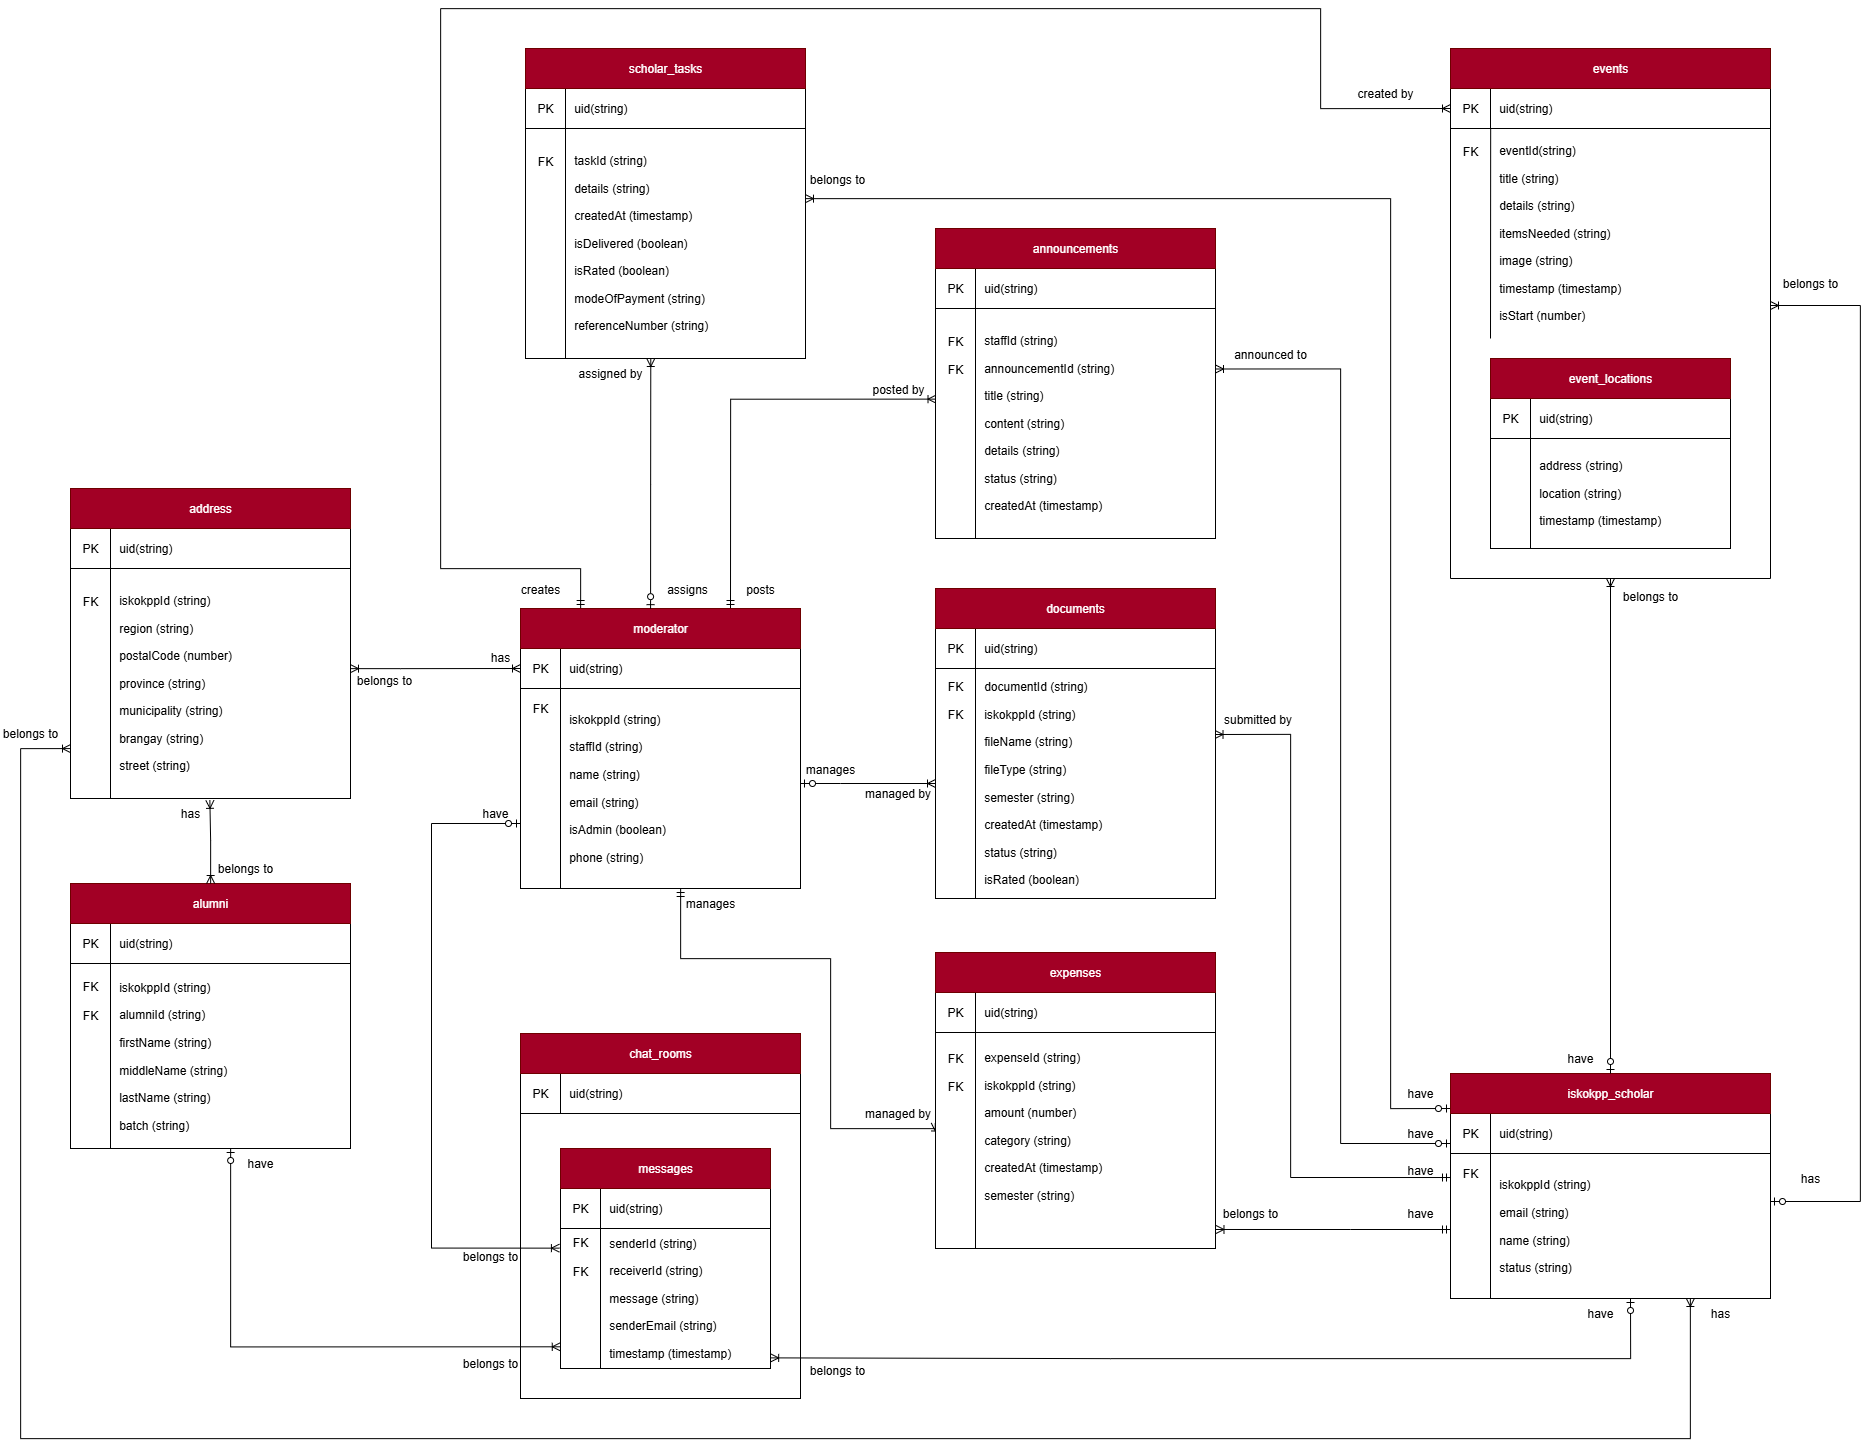 scholar_tasks
PK uid(string)
FK taskId (string)
details (string)
createdAt (timestamp)
isDelivered (boolean)
isRated (boolean)
modeOfPayment (string)
referenceNumber (string)
assigned by
belongs to
created by
events
PK uid(string)
FK eventId(string)
title (string)
details (string)
itemsNeeded (string)
image (string)
timestamp (timestamp)
isStart (number)
belongs to
event_locations
PK uid(string)
address (string)
location (string)
timestamp (timestamp)
belongs to
announcements
PK uid(string)
FK staffId (string)
FK announcementId (string)
title (string)
content (string)
details (string)
status (string)
createdAt (timestamp)
announced to
posted by
address
PK uid(string)
FK iskokppId (string)
region (string)
postalCode (number)
province (string)
municipality (string)
brangay (string)
street (string)
belongs to
belongs to
has
has
belongs to
creates
assigns
posts
moderator
PK uid(string)
FK
iskokppId (string)
staffId (string)
name (string)
email (string)
isAdmin (boolean)
phone (string)
have
manages
managed by
manages
documents
PK uid(string)
FK documentId (string)
FK iskokppId (string)
fileName (string)
fileType (string)
semester (string)
createdAt (timestamp)
status (string)
isRated (boolean)
submitted by
alumni
PK uid(string)
FK iskokppId (string)
FK alumniId (string)
firstName (string)
middleName (string)
lastName (string)
batch (string)
have
expenses
PK uid(string)
FK expenseId (string)
FK iskokppId (string)
amount (number)
category (string)
createdAt (timestamp)
semester (string)
managed by
belongs to
chat_rooms
PK uid(string)
messages
PK uid(string)
FK senderId (string)
FK receiverId (string)
message (string)
senderEmail (string)
timestamp (timestamp)
belongs to
belongs to
belongs to
have
have
have
have
have
iskokpp_scholar
PK uid(string)
FK
iskokppId (string)
email (string)
name (string)
status (string)
has
have
has